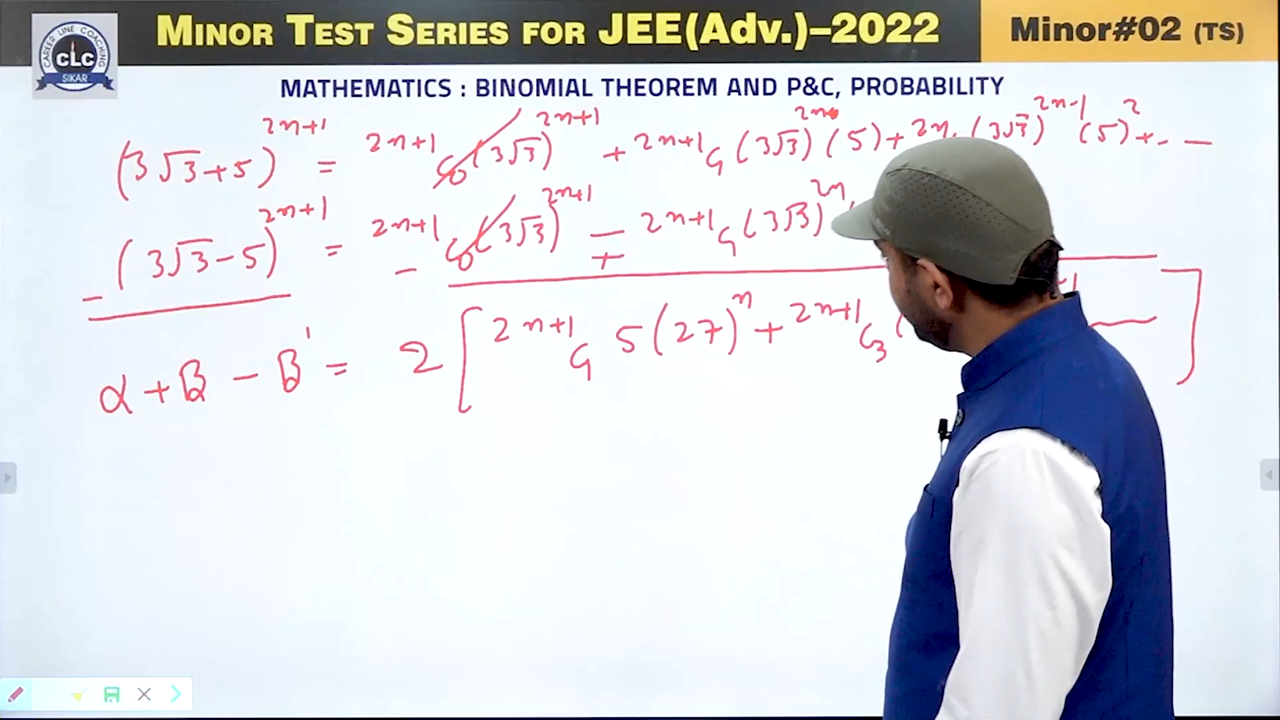 CAREER LINE COACHING
CLC
SIKAR
MINOR TEST SERIES FOR JEE(Adv.)–2022
Minor#02 (TS)
MATHEMATICS : BINOMIAL THEOREM AND P&C, PROBABILITY
(3√3+5)^{2n+1} = ^{2n+1}C₀(3√3)^{2n+1} + ^{2n+1}C₁(3√3)^{2n}(5) + ^{2n} (3√3)^{2n-1}(5)²+ - -
-(3√3-5)^{2n+1} = - ^{2n+1}C₀(3√3)^{2n+1} ∓ ^{2n+1}C₁(3√3)^{2n}
α+β-β' = 2[ ^{2n+1}C₁ 5(27)^n + ^{2n+1}C₃( ]